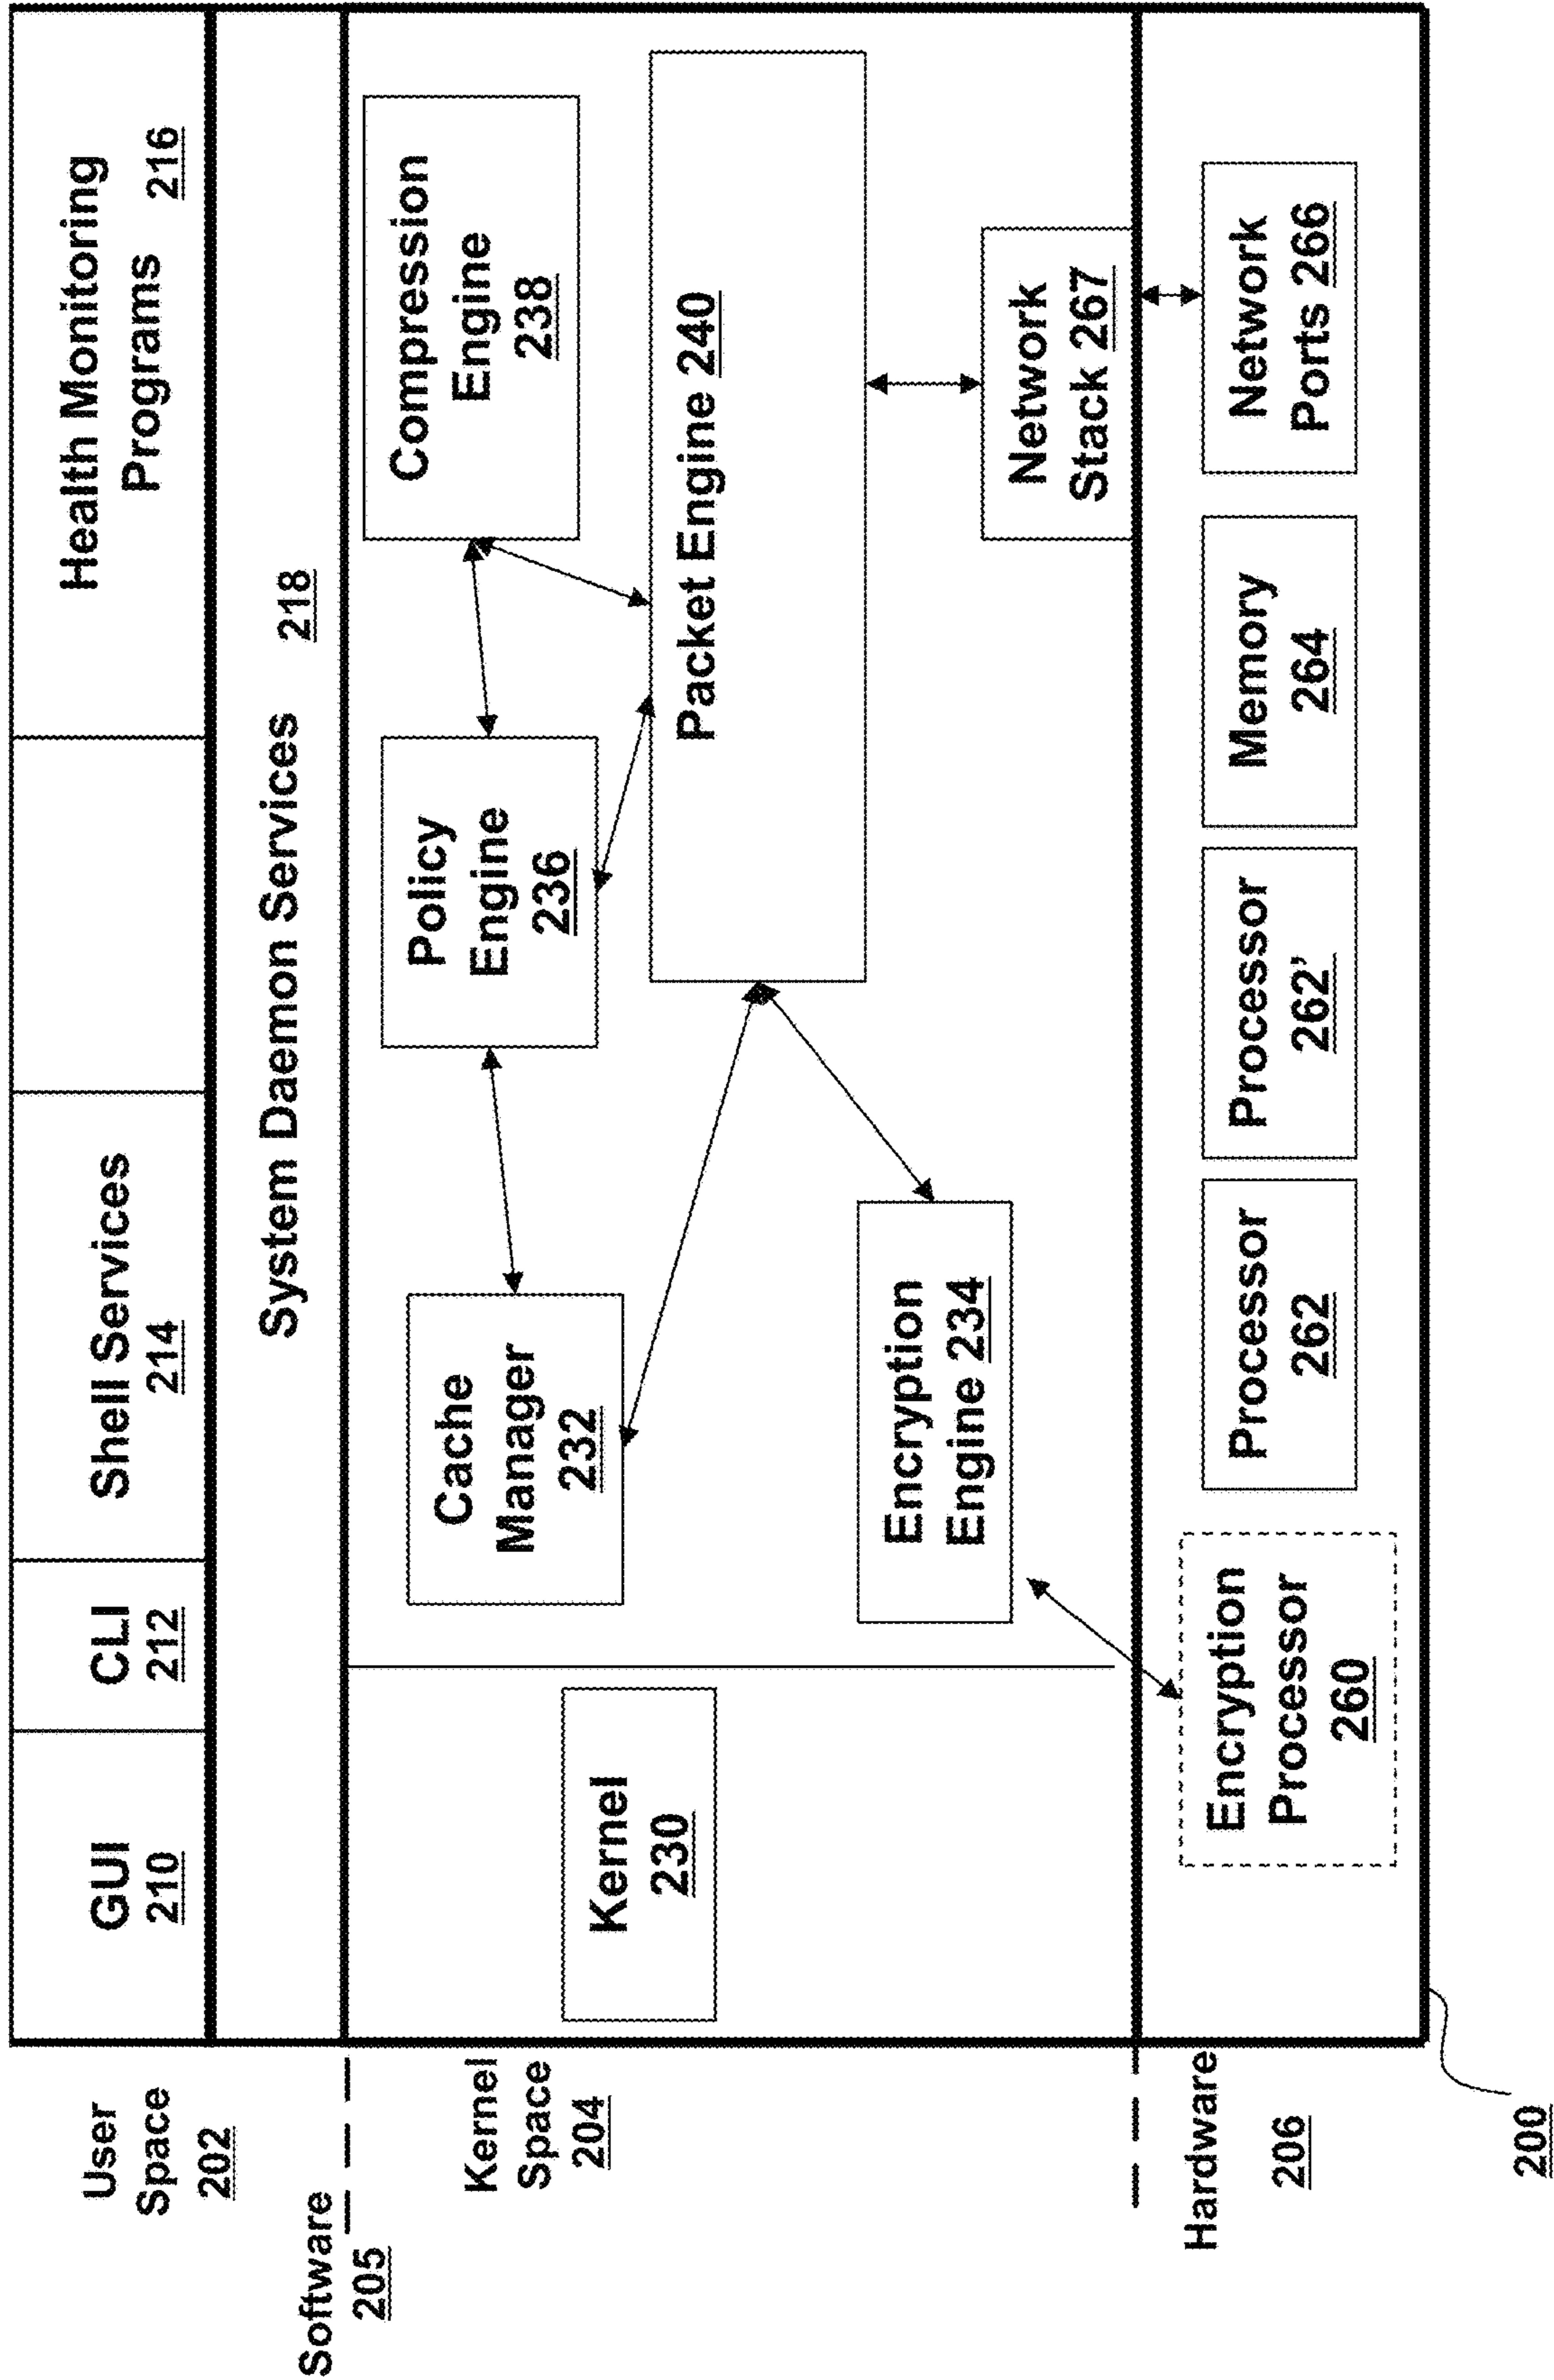 User
Space
202
GUI
210
CLI
212
Shell Services
214
Health Monitoring
Programs 216
System Daemon Services 218
Software
205
Kernel
Space
204
Kernel
230
Cache
Manager
232
Policy
Engine
236
Compression
Engine
238
Packet Engine 240
Encryption
Engine 234
Network
Stack 267
Hardware
206
Encryption
Processor
260
Processor
262
Processor
262’
Memory
264
Network
Ports 266
200